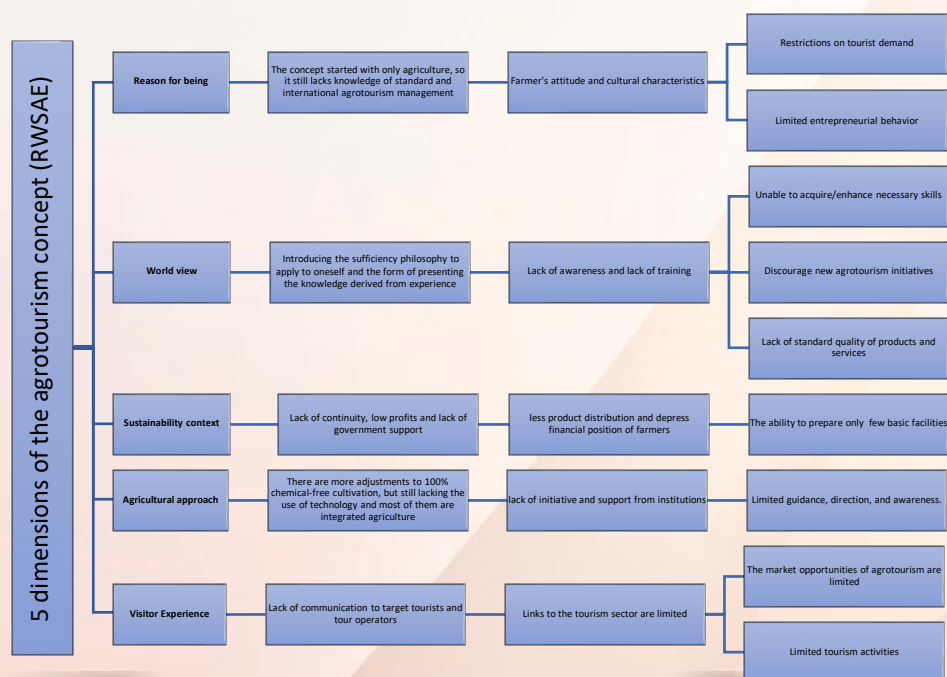 5 dimensions of the agrotourism concept (RWSAE)
Reason for being
The concept started with only agriculture, so
it still lacks knowledge of standard and
international agrotourism management
Farmer's attitude and cultural characteristics
Restrictions on tourist demand
Limited entrepreneurial behavior
World view
Introducing the sufficiency philosophy to
apply to oneself and the form of presenting
the knowledge derived from experience
Lack of awareness and lack of training
Unable to acquire/enhance necessary skills
Discourage new agrotourism initiatives
Lack of standard quality of products and
services
Sustainability context
Lack of continuity, low profits and lack of
government support
less product distribution and depress
financial position of farmers
The ability to prepare only few basic facilities
Agricultural approach
There are more adjustments to 100%
chemical-free cultivation, but still lacking the
use of technology and most of them are
integrated agriculture
lack of initiative and support from institutions
Limited guidance, direction, and awareness.
Visitor Experience
Lack of communication to target tourists and
tour operators
Links to the tourism sector are limited
The market opportunities of agrotourism are
limited
Limited tourism activities